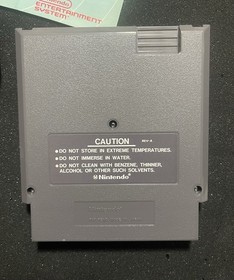 Nintendo
ENTERTAINMENT
SYSTEM
CAUTION
• DO NOT STORE IN EXTREME TEMPERATURES.
• DO NOT IMMERSE IN WATER.
• DO NOT CLEAN WITH BENZENE, THINNER,
ALCOHOL OR OTHER SUCH SOLVENTS.
Nintendo